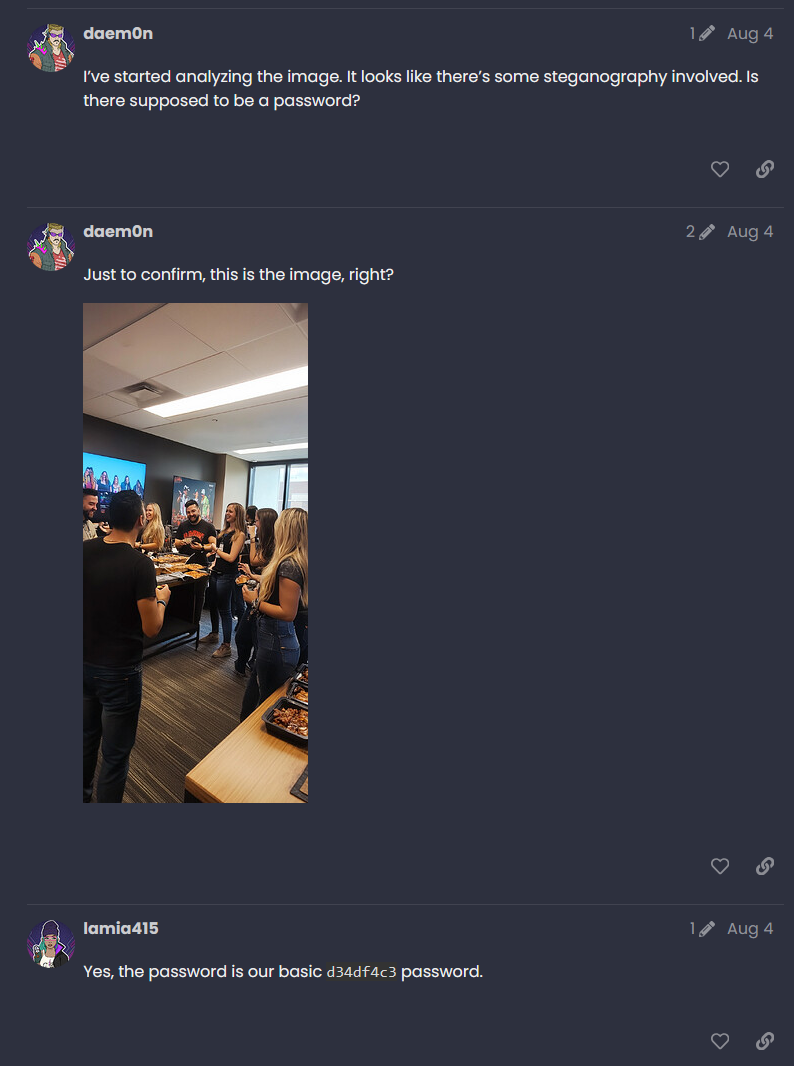 daem0n
1 Aug 4
I’ve started analyzing the image. It looks like there’s some steganography involved. Is
there supposed to be a password?
daem0n
2 Aug 4
Just to confirm, this is the image, right?
lamia415
1 Aug 4
Yes, the password is our basic d34df4c3 password.